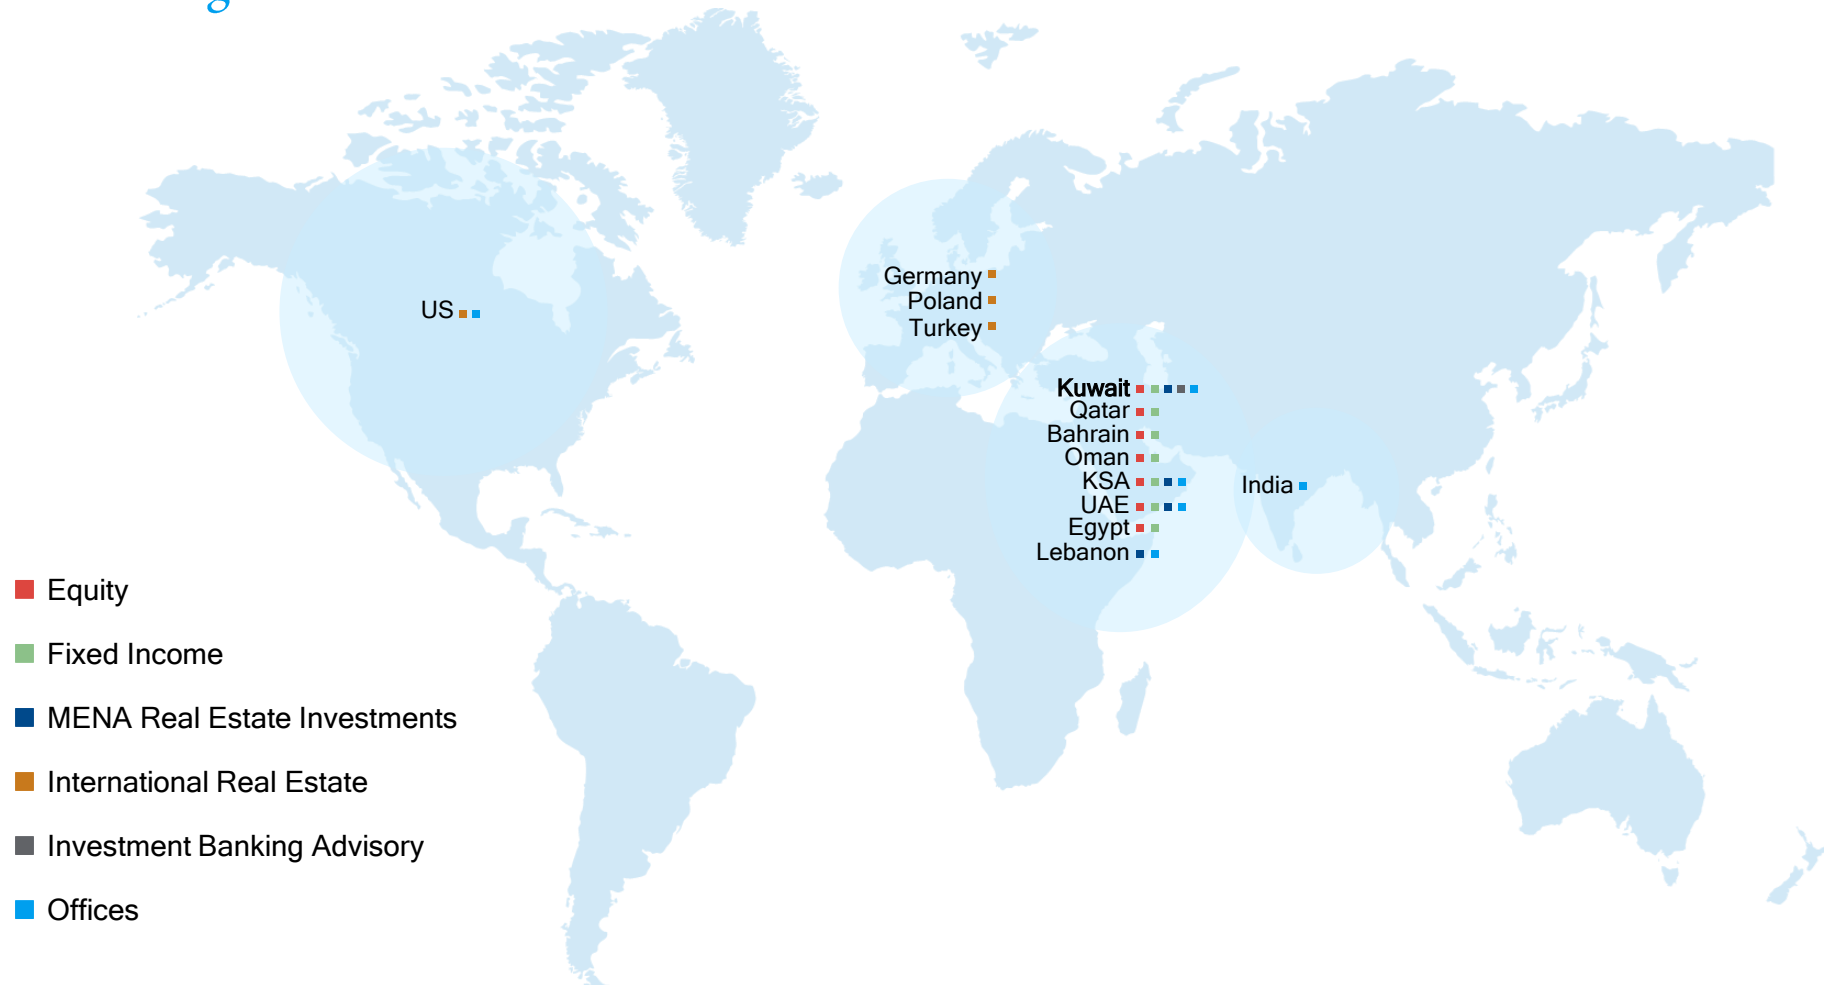 US
Germany
Poland
Turkey
Kuwait
Qatar
Bahrain
Oman
KSA
UAE
Egypt
Lebanon
India
Equity
Fixed Income
MENA Real Estate Investments
International Real Estate
Investment Banking Advisory
Offices